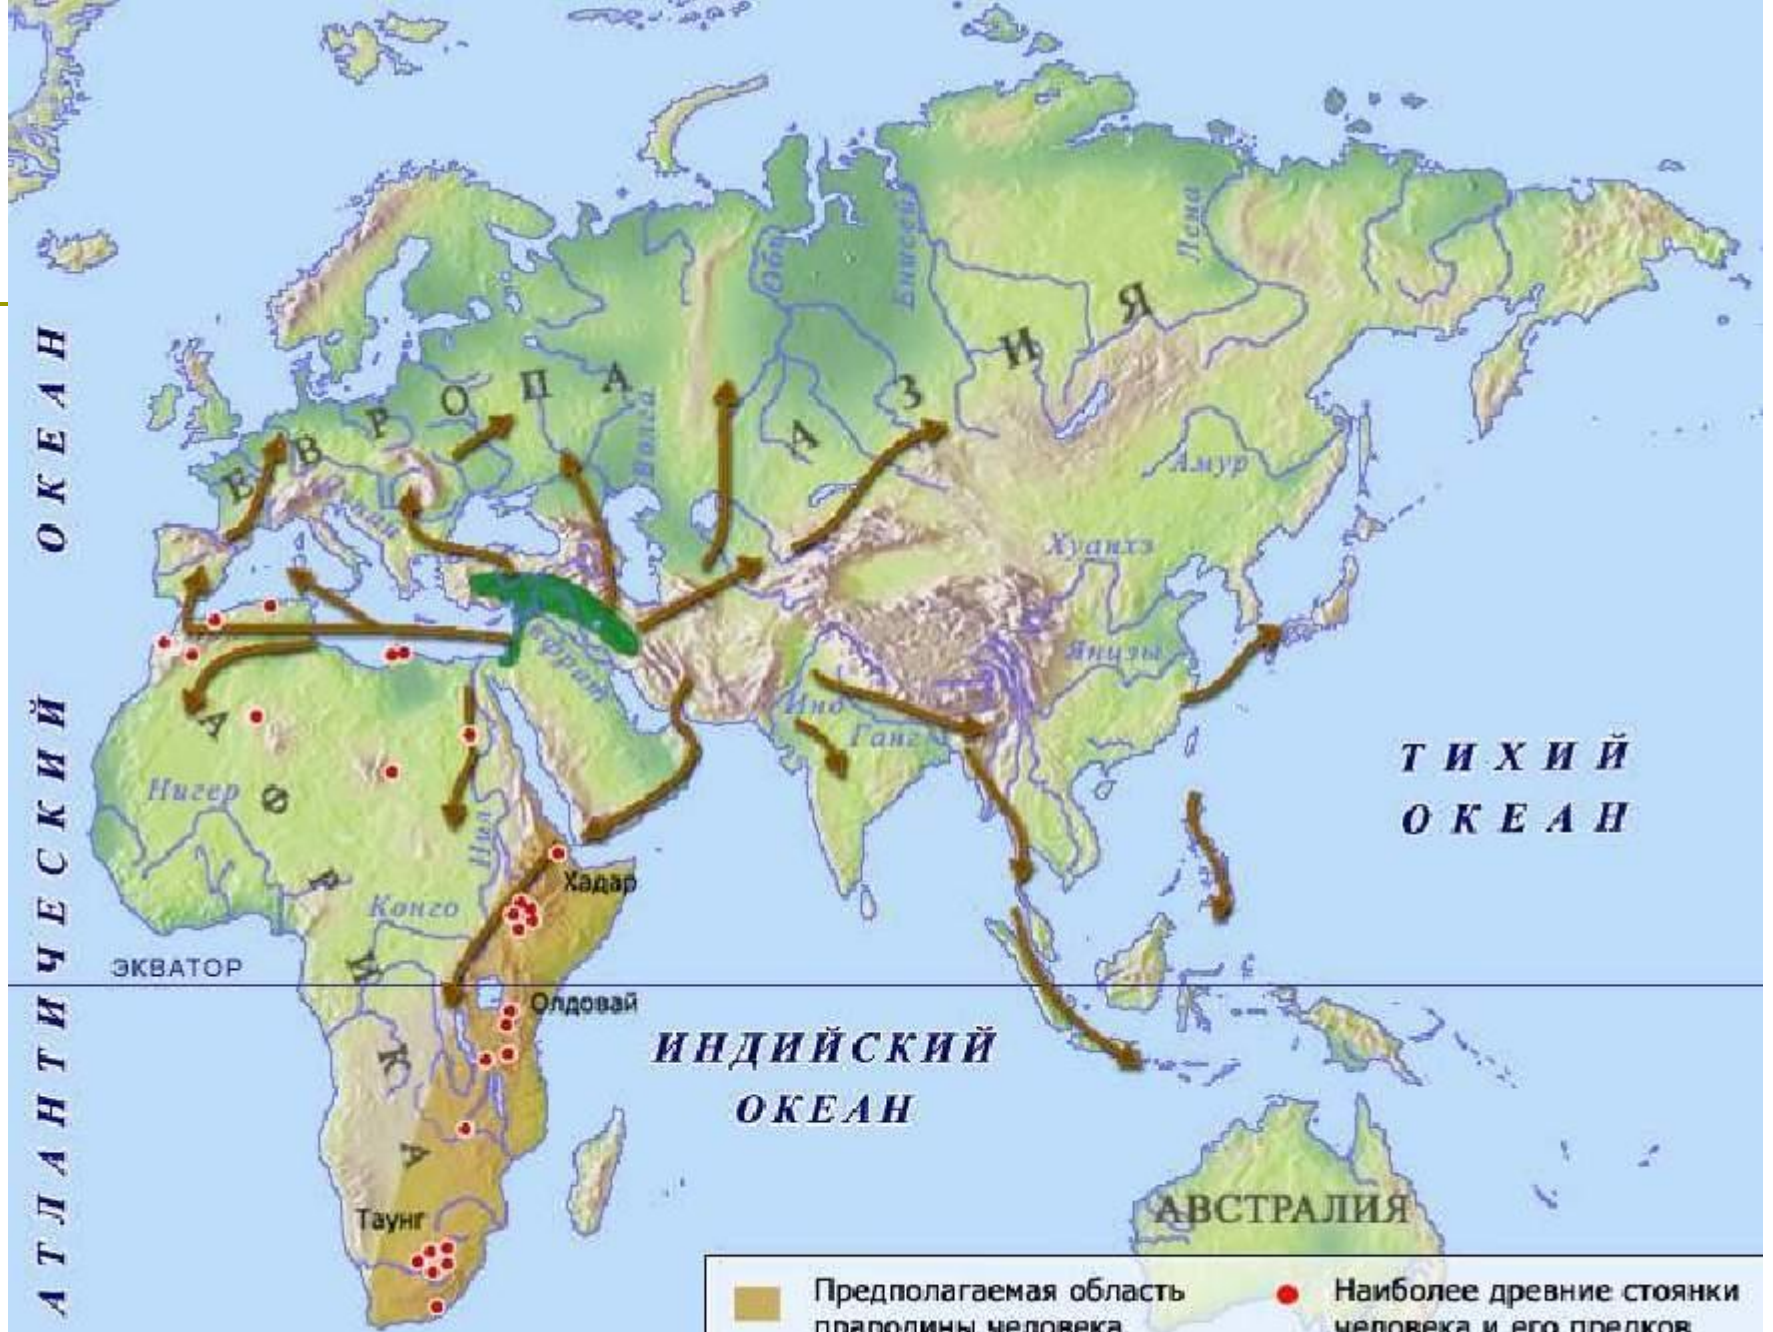 АТЛАНТИЧЕСКИЙ ОКЕАН
ЕВРОПА
АЗИЯ
Обь
Енисей
Лена
Волга
Амур
Хуанхэ
Янцзы
Евфрат
Инд
Ганг
ТИХИЙ
ОКЕАН
АФРИКА
Нигер
Нил
Хадар
Конго
ЭКВАТОР
Олдовай
ИНДИЙСКИЙ
ОКЕАН
Таунг
АВСТРАЛИЯ
Предполагаемая область
прародины человека
Наиболее древние стоянки
человека и его предков